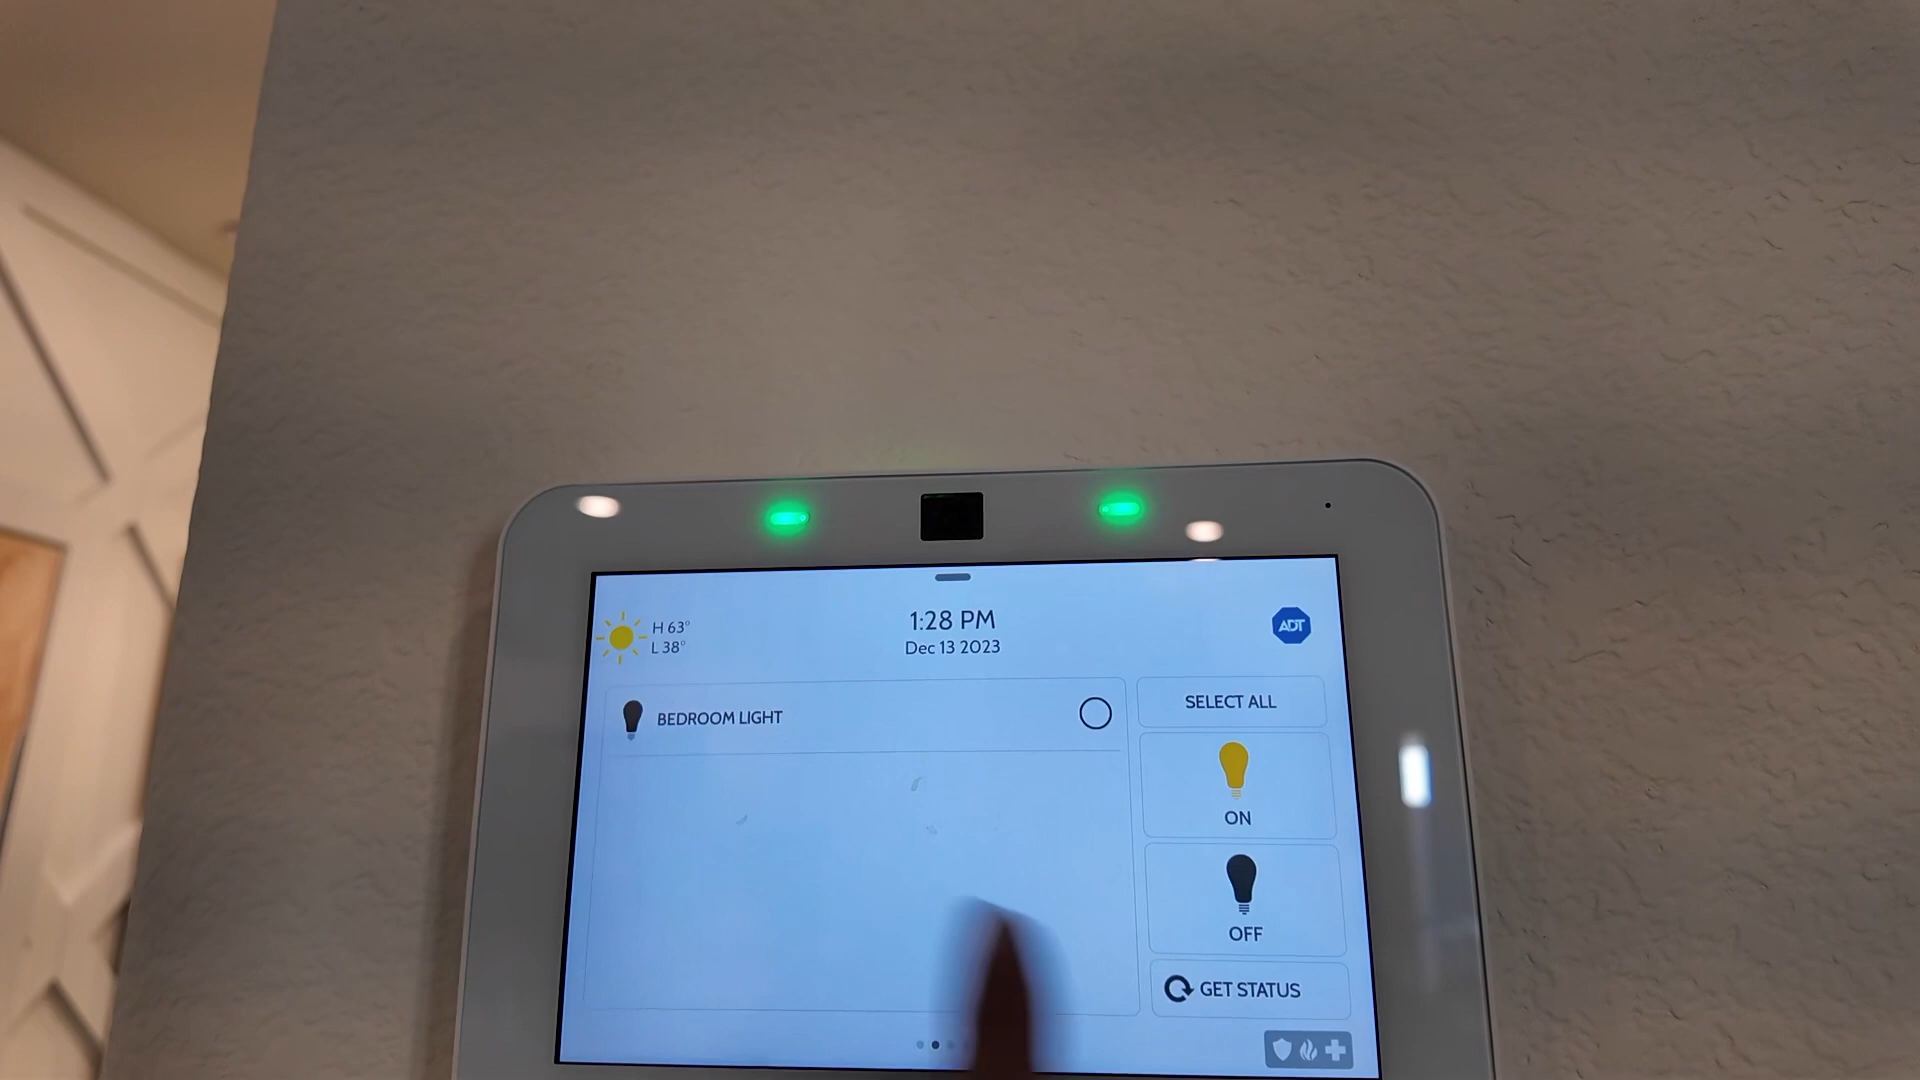 H 63°
L 38°
1:28 PM
Dec 13 2023
ADT
BEDROOM LIGHT
SELECT ALL
ON
OFF
GET STATUS